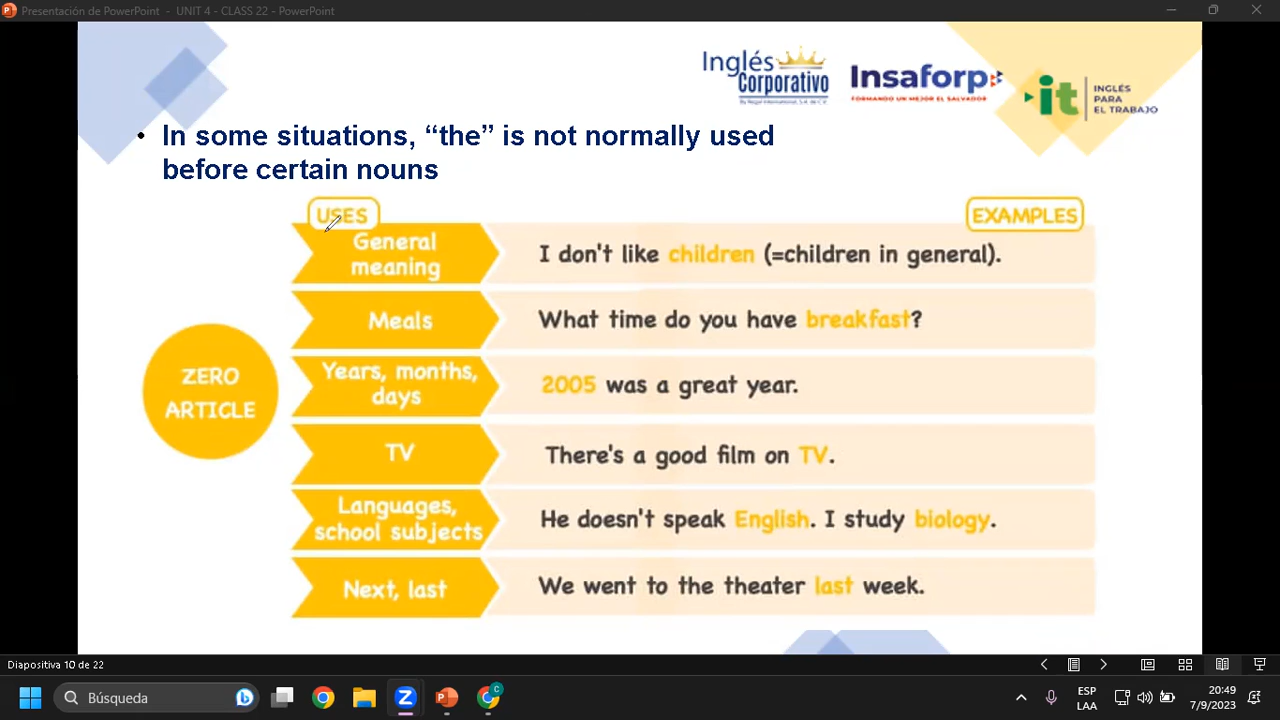 Presentación de PowerPoint - UNIT 4 - CLASS 22 - PowerPoint
Inglés
Corporativo
Insaforp
FORMANDO UN MEJOR EL SALVADOR
it
INGLÉS
PARA
EL TRABAJO
• In some situations, “the” is not normally used
before certain nouns
USES
EXAMPLES
General
meaning
I don't like children (=children in general).
Meals
What time do you have breakfast?
ZERO
ARTICLE
Years, months,
days
2005 was a great year.
TV
There's a good film on TV.
Languages,
school subjects
He doesn't speak English. I study biology.
Next, last
We went to the theater last week.
Diapositiva 10 de 22
Búsqueda
ESP
LAA
20:49
7/9/2023